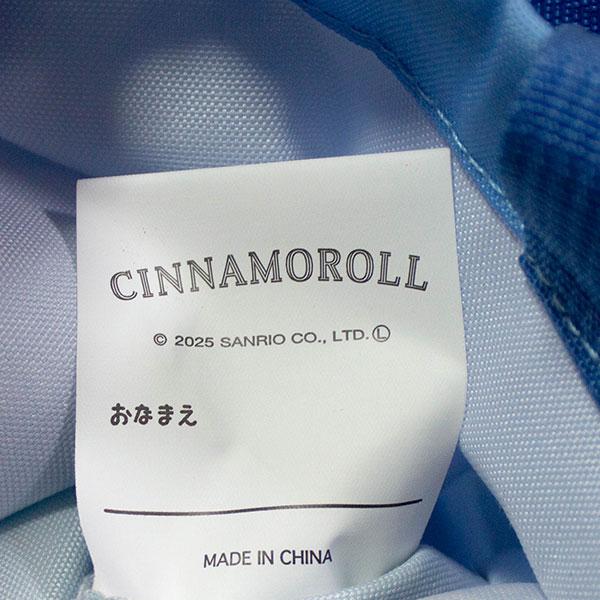 CINNAMOROLL
© 2025 SANRIO CO., LTD. Ⓛ
おなまえ
MADE IN CHINA